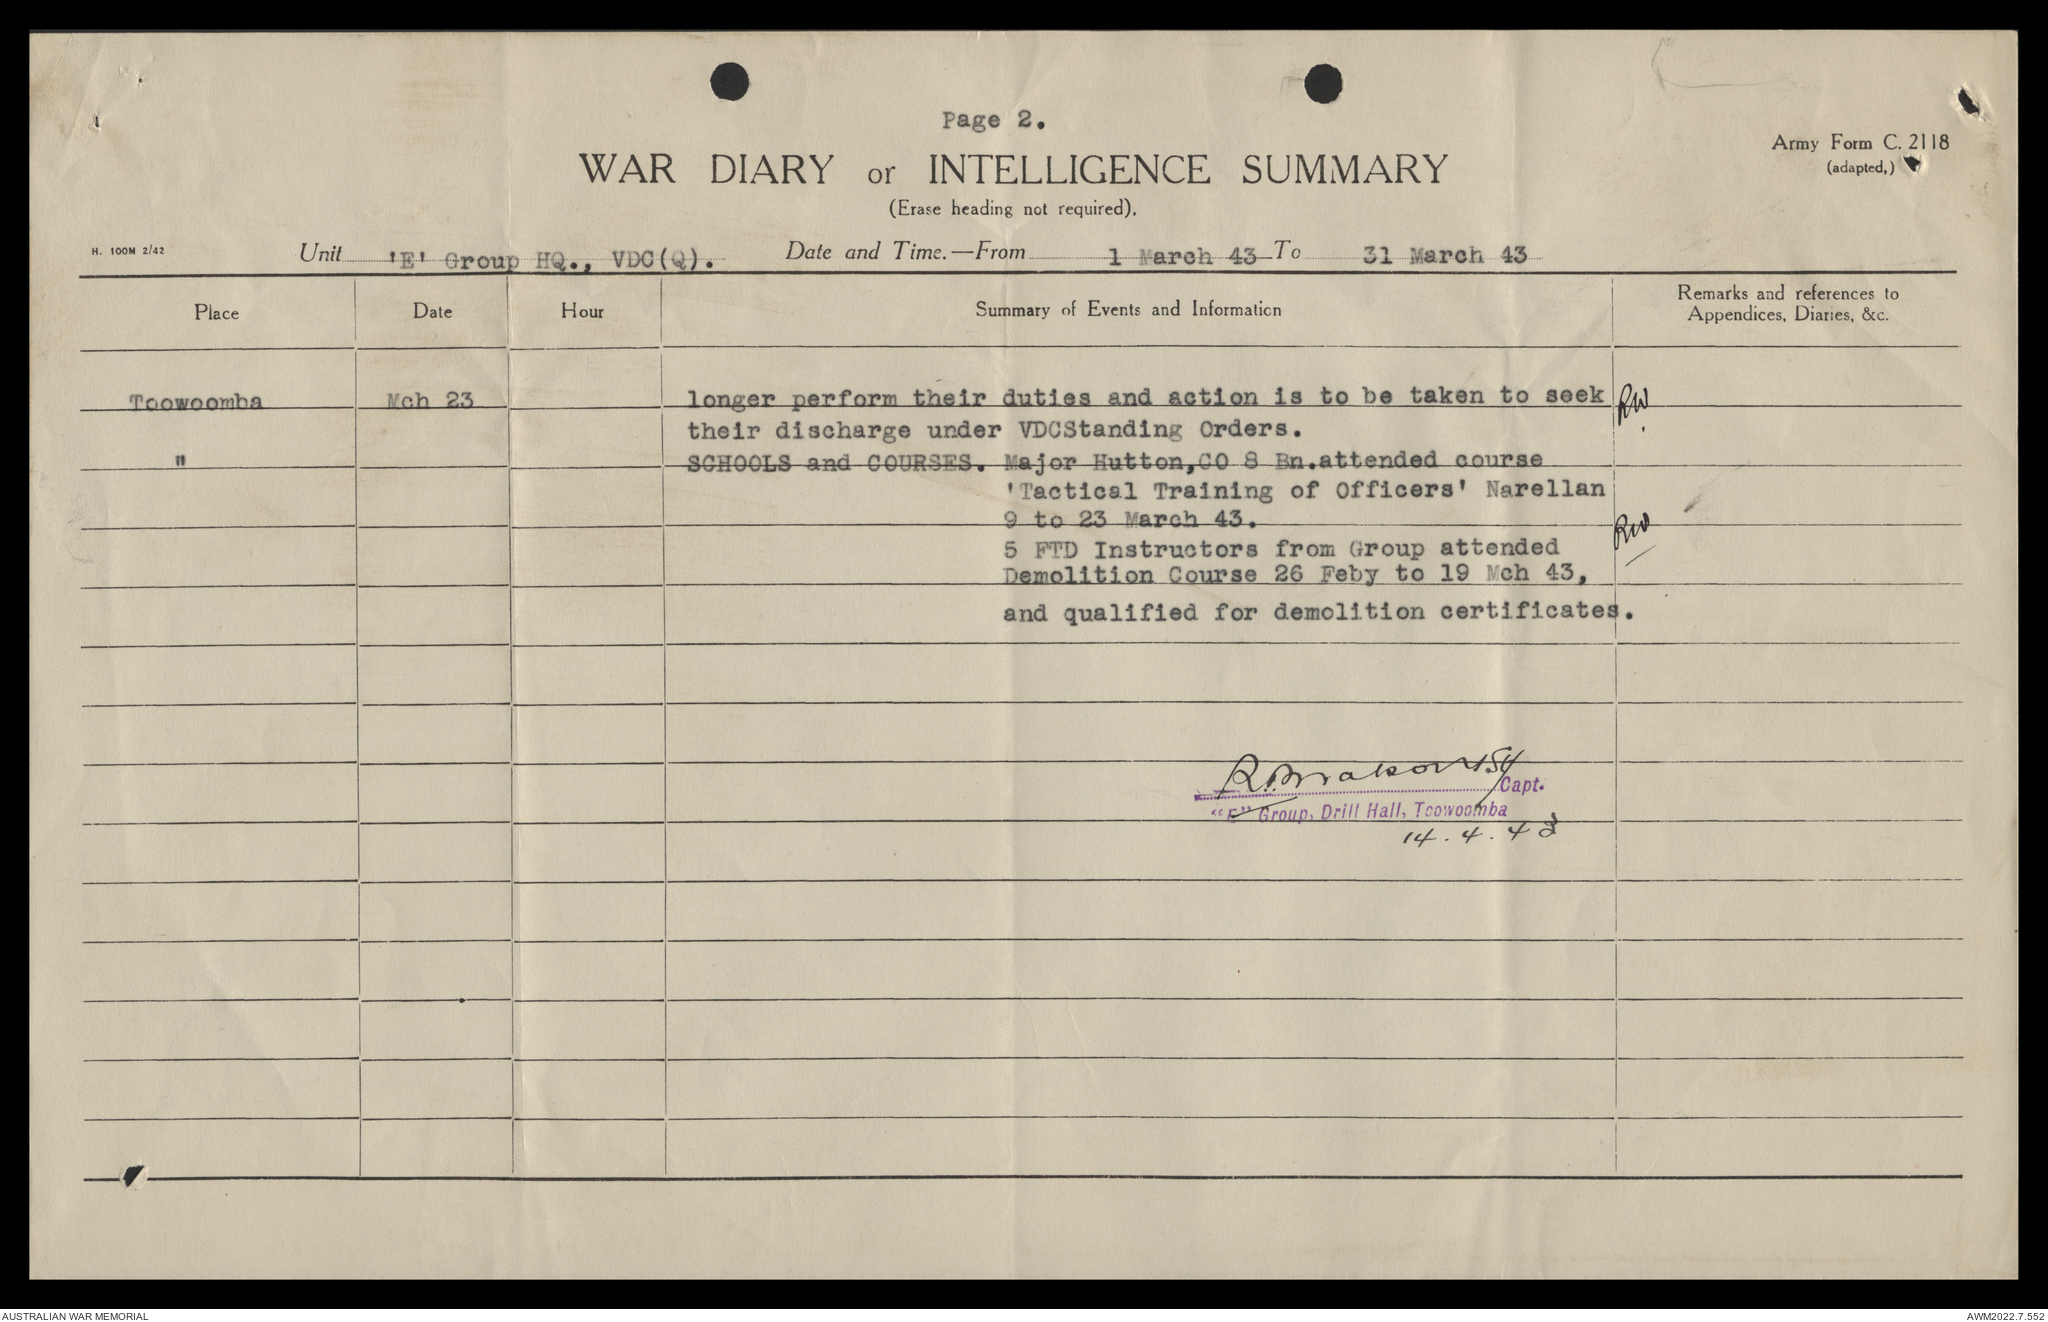 Page 2.
Army Form C. 2118
(adapted,)
WAR DIARY or INTELLIGENCE SUMMARY
(Erase heading not required).
H. 100M 2/42
Unit 'E' Group HQ., VDC(Q). Date and Time.—From 1 March 43 To 31 March 43
Place Date Hour Summary of Events and Information Remarks and references to
Appendices, Diaries, &c.
Toowoomba Mch 23 longer perform their duties and action is to be taken to seek RW
their discharge under VDCStanding Orders.
" SCHOOLS and COURSES. Major Hutton,CO 8 Bn.attended course
'Tactical Training of Officers' Narellan
9 to 23 March 43. RW
5 FTD Instructors from Group attended
Demolition Course 26 Feby to 19 Mch 43,
and qualified for demolition certificates.
Capt.
"E" Group, Drill Hall, Toowoomba
14.4.43
AUSTRALIAN WAR MEMORIAL
AWM2022.7.552